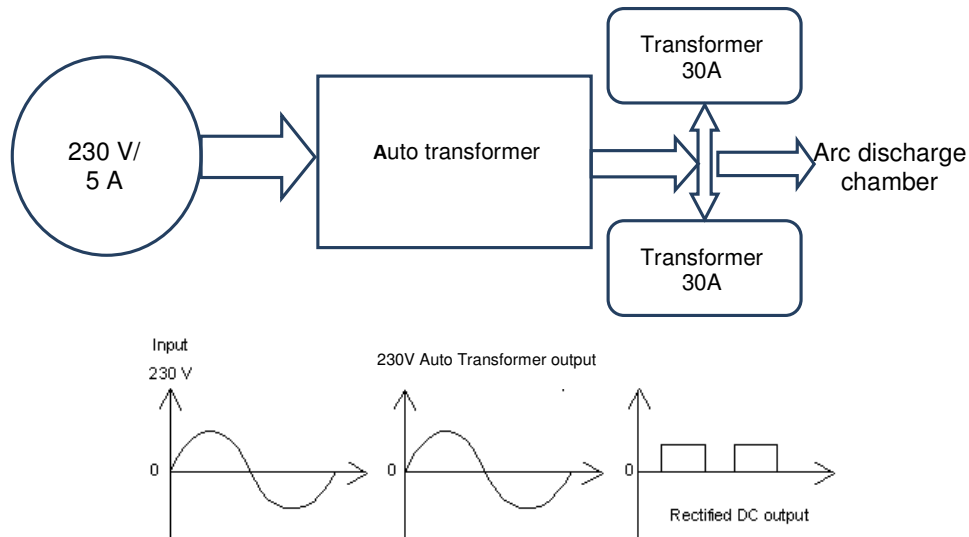 Transformer
30A
230 V/
5 A
Auto transformer
Arc discharge
chamber
Transformer
30A
Input
230 V
230V Auto Transformer output
0
0
0
Rectified DC output